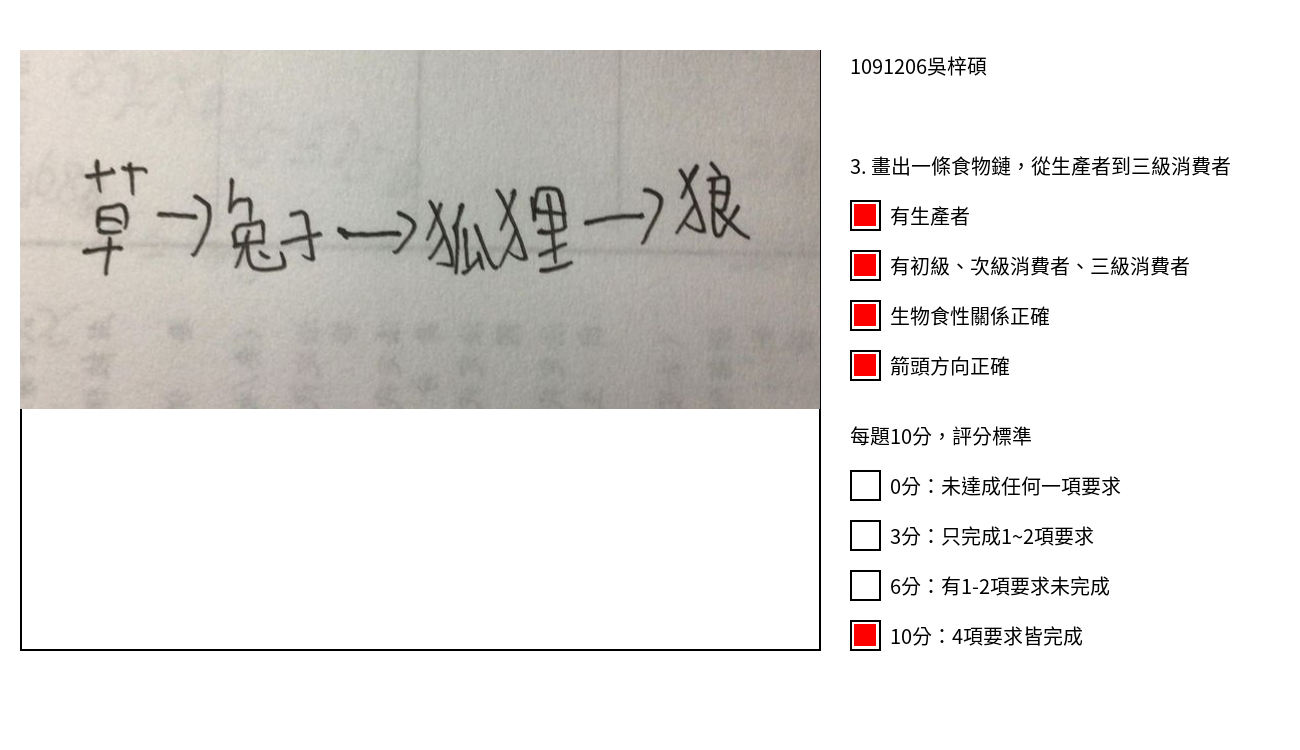 草→兔子→狐狸→狼
1091206吳梓碩
3. 畫出一條食物鏈，從生產者到三級消費者
有生產者
有初級、次級消費者、三級消費者
生物食性關係正確
箭頭方向正確
每題10分，評分標準
0分：未達成任何一項要求
3分：只完成1~2項要求
6分：有1-2項要求未完成
10分：4項要求皆完成